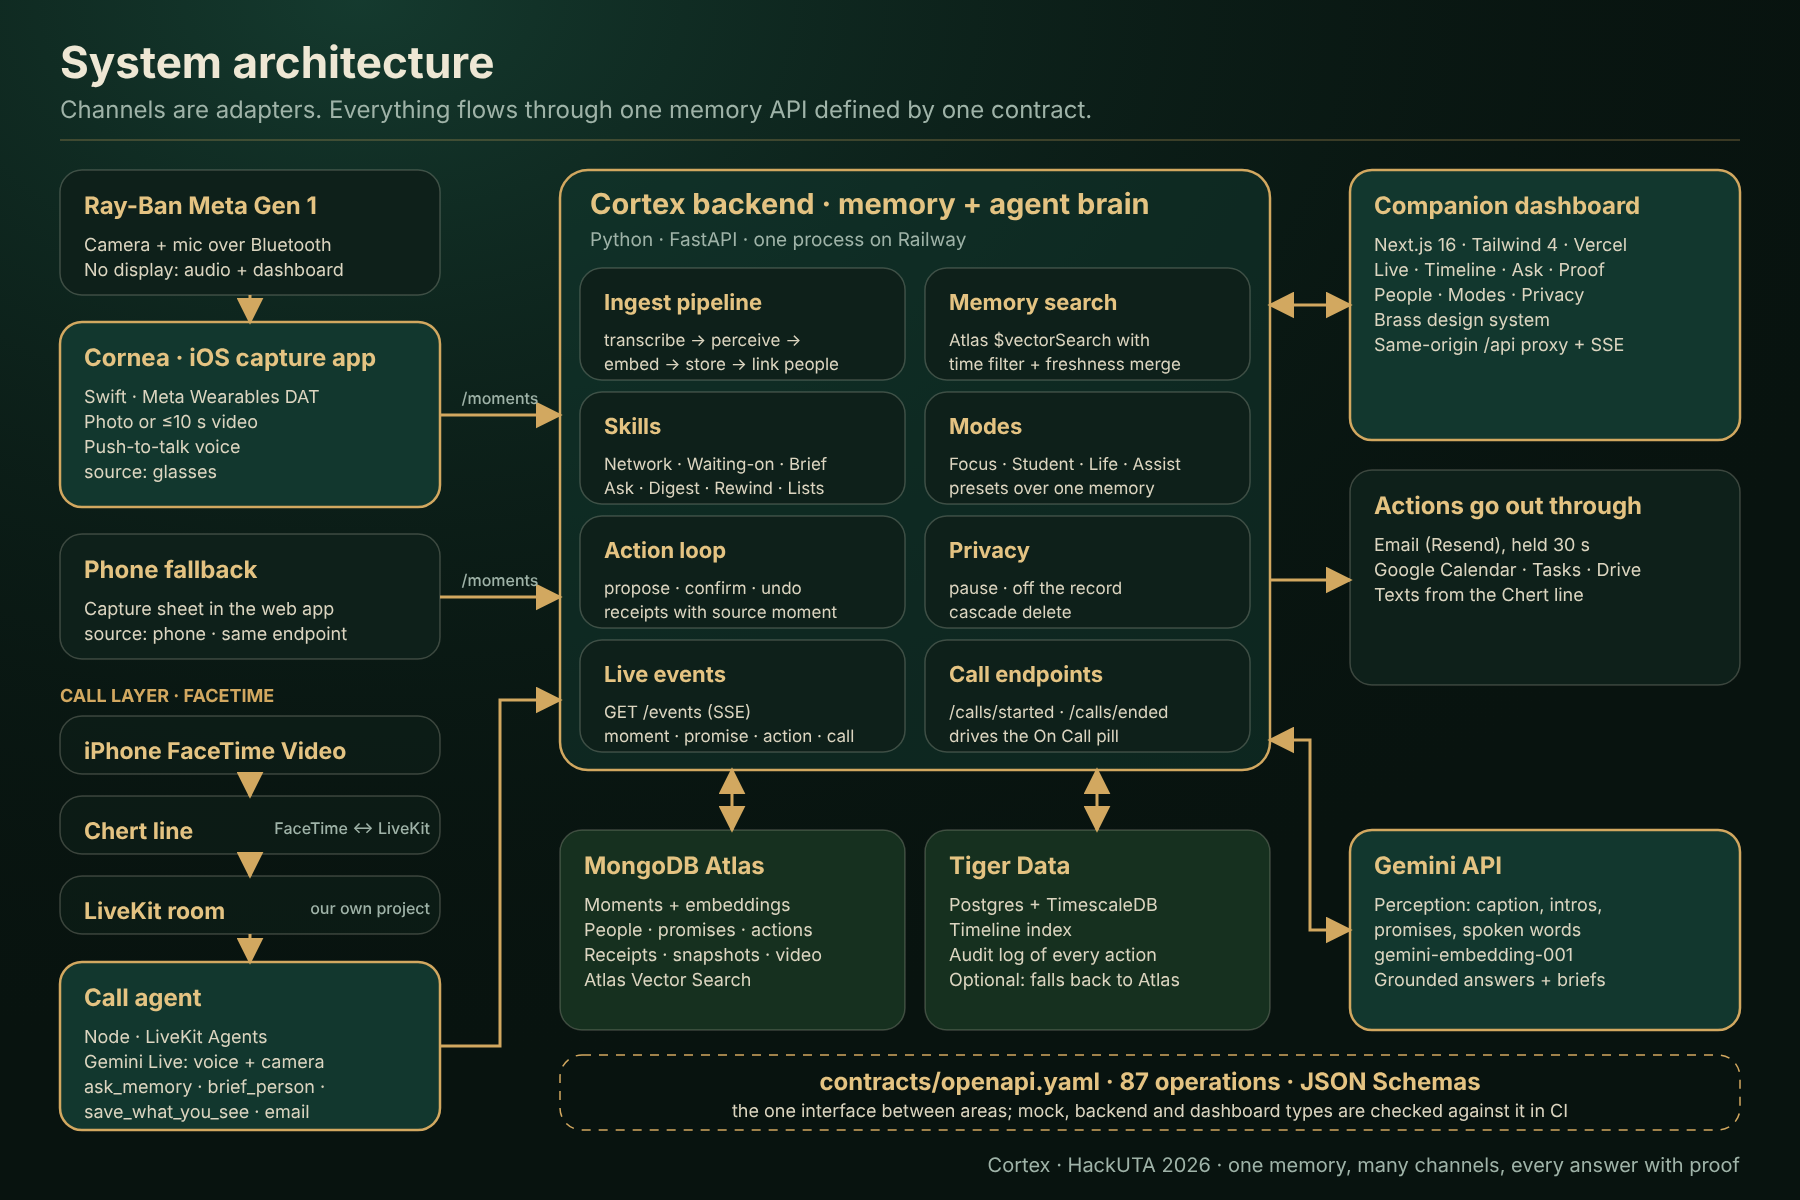 System architecture
Channels are adapters. Everything flows through one memory API defined by one contract.
Ray-Ban Meta Gen 1
Camera + mic over Bluetooth
No display: audio + dashboard
Cornea · iOS capture app
Swift · Meta Wearables DAT
Photo or ≤10 s video
Push-to-talk voice
source: glasses
/moments
Phone fallback
Capture sheet in the web app
source: phone · same endpoint
/moments
CALL LAYER · FACETIME
iPhone FaceTime Video
Chert line
FaceTime ↔ LiveKit
LiveKit room
our own project
Call agent
Node · LiveKit Agents
Gemini Live: voice + camera
ask_memory · brief_person ·
save_what_you_see · email
Cortex backend · memory + agent brain
Python · FastAPI · one process on Railway
Ingest pipeline
transcribe → perceive →
embed → store → link people
Memory search
Atlas $vectorSearch with
time filter + freshness merge
Skills
Network · Waiting-on · Brief
Ask · Digest · Rewind · Lists
Modes
Focus · Student · Life · Assist
presets over one memory
Action loop
propose · confirm · undo
receipts with source moment
Privacy
pause · off the record
cascade delete
Live events
GET /events (SSE)
moment · promise · action · call
Call endpoints
/calls/started · /calls/ended
drives the On Call pill
MongoDB Atlas
Moments + embeddings
People · promises · actions
Receipts · snapshots · video
Atlas Vector Search
Tiger Data
Postgres + TimescaleDB
Timeline index
Audit log of every action
Optional: falls back to Atlas
Companion dashboard
Next.js 16 · Tailwind 4 · Vercel
Live · Timeline · Ask · Proof
People · Modes · Privacy
Brass design system
Same-origin /api proxy + SSE
Actions go out through
Email (Resend), held 30 s
Google Calendar · Tasks · Drive
Texts from the Chert line
Gemini API
Perception: caption, intros,
promises, spoken words
gemini-embedding-001
Grounded answers + briefs
contracts/openapi.yaml · 87 operations · JSON Schemas
the one interface between areas; mock, backend and dashboard types are checked against it in CI
Cortex · HackUTA 2026 · one memory, many channels, every answer with proof